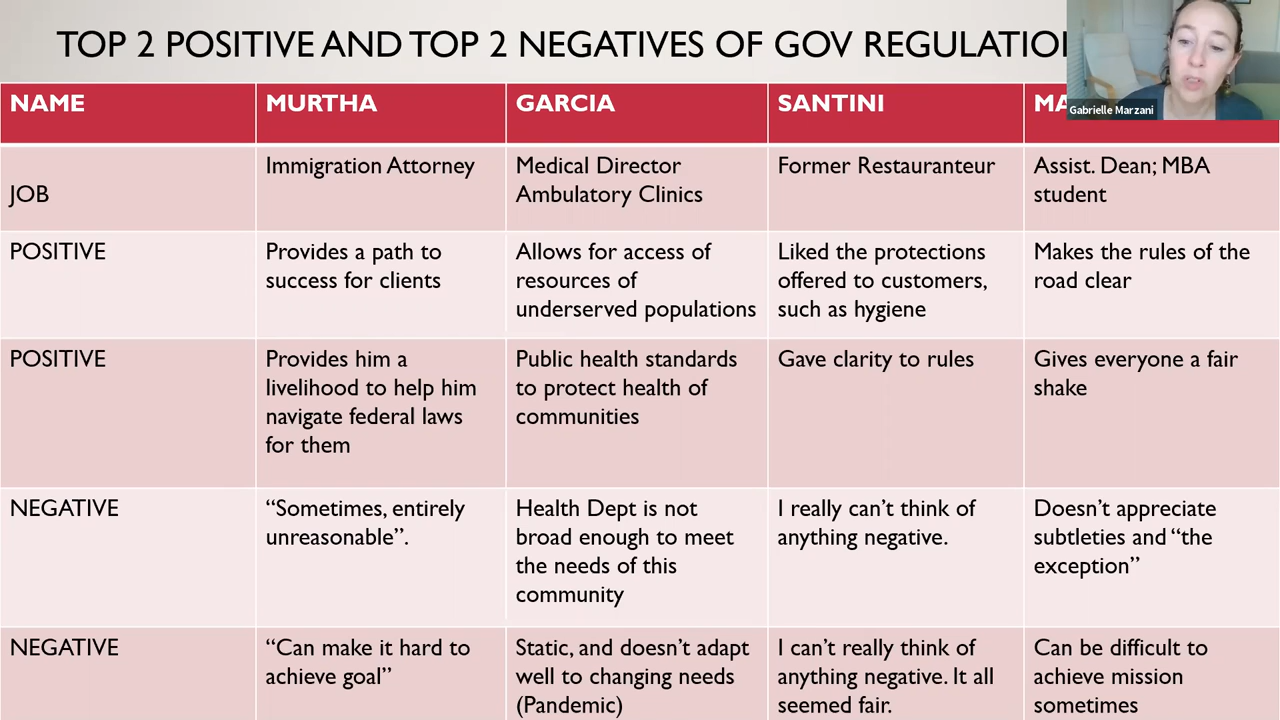 TOP 2 POSITIVE AND TOP 2 NEGATIVES OF GOV
Gabrielle Marzani
NAME
MURTHA
GARCIA
SANTINI
JOB
Immigration Attorney
Medical Director
Ambulatory Clinics
Former Restauranteur
Assist. Dean; MBA
student
POSITIVE
Provides a path to
success for clients
Allows for access of
resources of
underserved populations
Liked the protections
offered to customers,
such as hygiene
Makes the rules of the
road clear
POSITIVE
Provides him a
livelihood to help him
navigate federal laws
for them
Public health standards
to protect health of
communities
Gave clarity to rules
Gives everyone a fair
shake
NEGATIVE
“Sometimes, entirely
unreasonable”.
Health Dept is not
broad enough to meet
the needs of this
community
I really can’t think of
anything negative.
Doesn’t appreciate
subtleties and “the
exception”
NEGATIVE
“Can make it hard to
achieve goal”
Static, and doesn’t adapt
well to changing needs
(Pandemic)
I can’t really think of
anything negative. It all
seemed fair.
Can be difficult to
achieve mission
sometimes